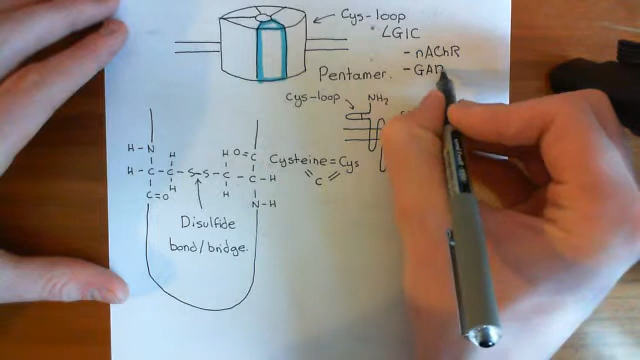 Cys-loop
LGIC
- nAChR
- GAB
Pentamer.
Cys-loop
NH2
H-N
H
H-C-C-S-S-C-C-H
H
C=O
H O=C
H
N-H
Cysteine=Cys
C
Disulfide
bond/bridge.